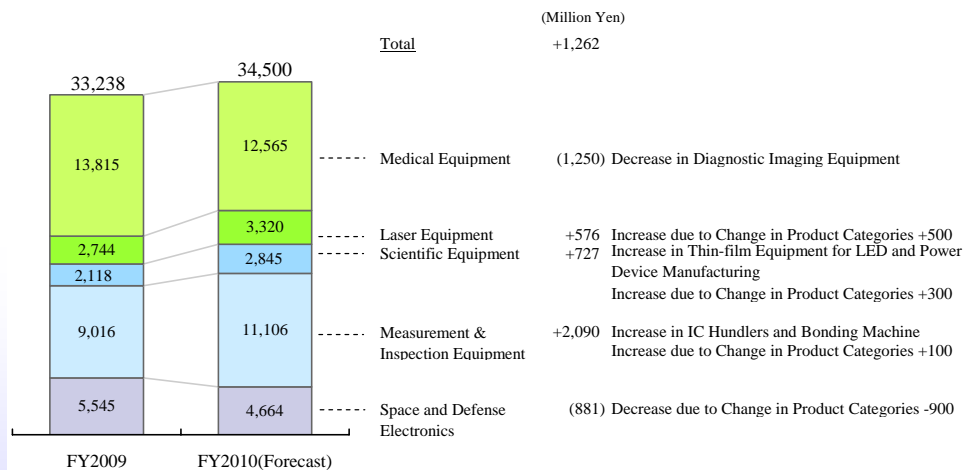 (Million Yen)
Total +1,262
33,238
34,500
13,815
12,565
Medical Equipment (1,250) Decrease in Diagnostic Imaging Equipment
2,744
3,320
Laser Equipment +576 Increase due to Change in Product Categories +500
2,118
2,845
Scientific Equipment +727 Increase in Thin-film Equipment for LED and Power
Device Manufacturing
Increase due to Change in Product Categories +300
9,016
11,106
Measurement & +2,090 Increase in IC Hundlers and Bonding Machine
Inspection Equipment Increase due to Change in Product Categories +100
5,545
4,664
Space and Defense (881) Decrease due to Change in Product Categories -900
Electronics
FY2009
FY2010(Forecast)